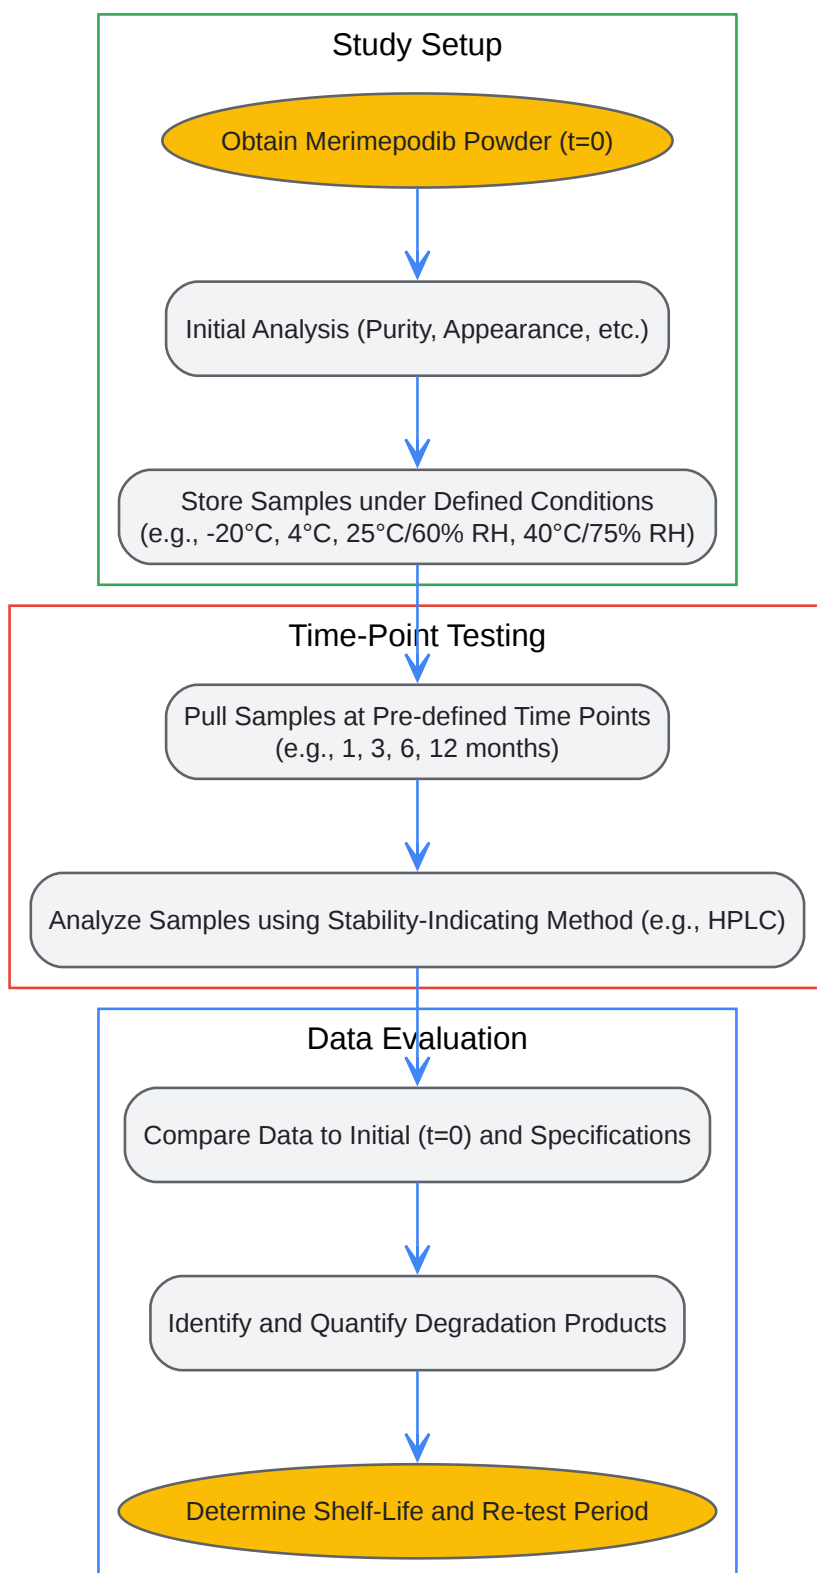 Study Setup
Obtain Merimepodib Powder (t=0)
Initial Analysis (Purity, Appearance, etc.)
Store Samples under Defined Conditions
(e.g., -20°C, 4°C, 25°C/60% RH, 40°C/75% RH)
Time-Point Testing
Pull Samples at Pre-defined Time Points
(e.g., 1, 3, 6, 12 months)
Analyze Samples using Stability-Indicating Method (e.g., HPLC)
Data Evaluation
Compare Data to Initial (t=0) and Specifications
Identify and Quantify Degradation Products
Determine Shelf-Life and Re-test Period